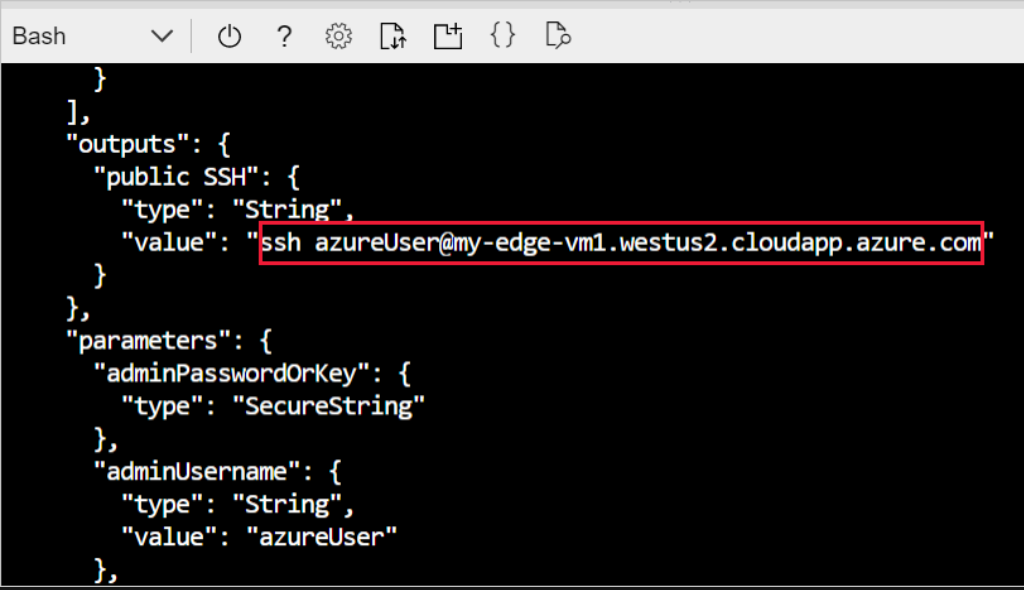 Bash
?
{}
}
],
"outputs": {
"public SSH": {
"type": "String",
"value": "ssh azureUser@my-edge-vm1.westus2.cloudapp.azure.com"
}
},
"parameters": {
"adminPasswordOrKey": {
"type": "SecureString"
},
"adminUsername": {
"type": "String",
"value": "azureUser"
},